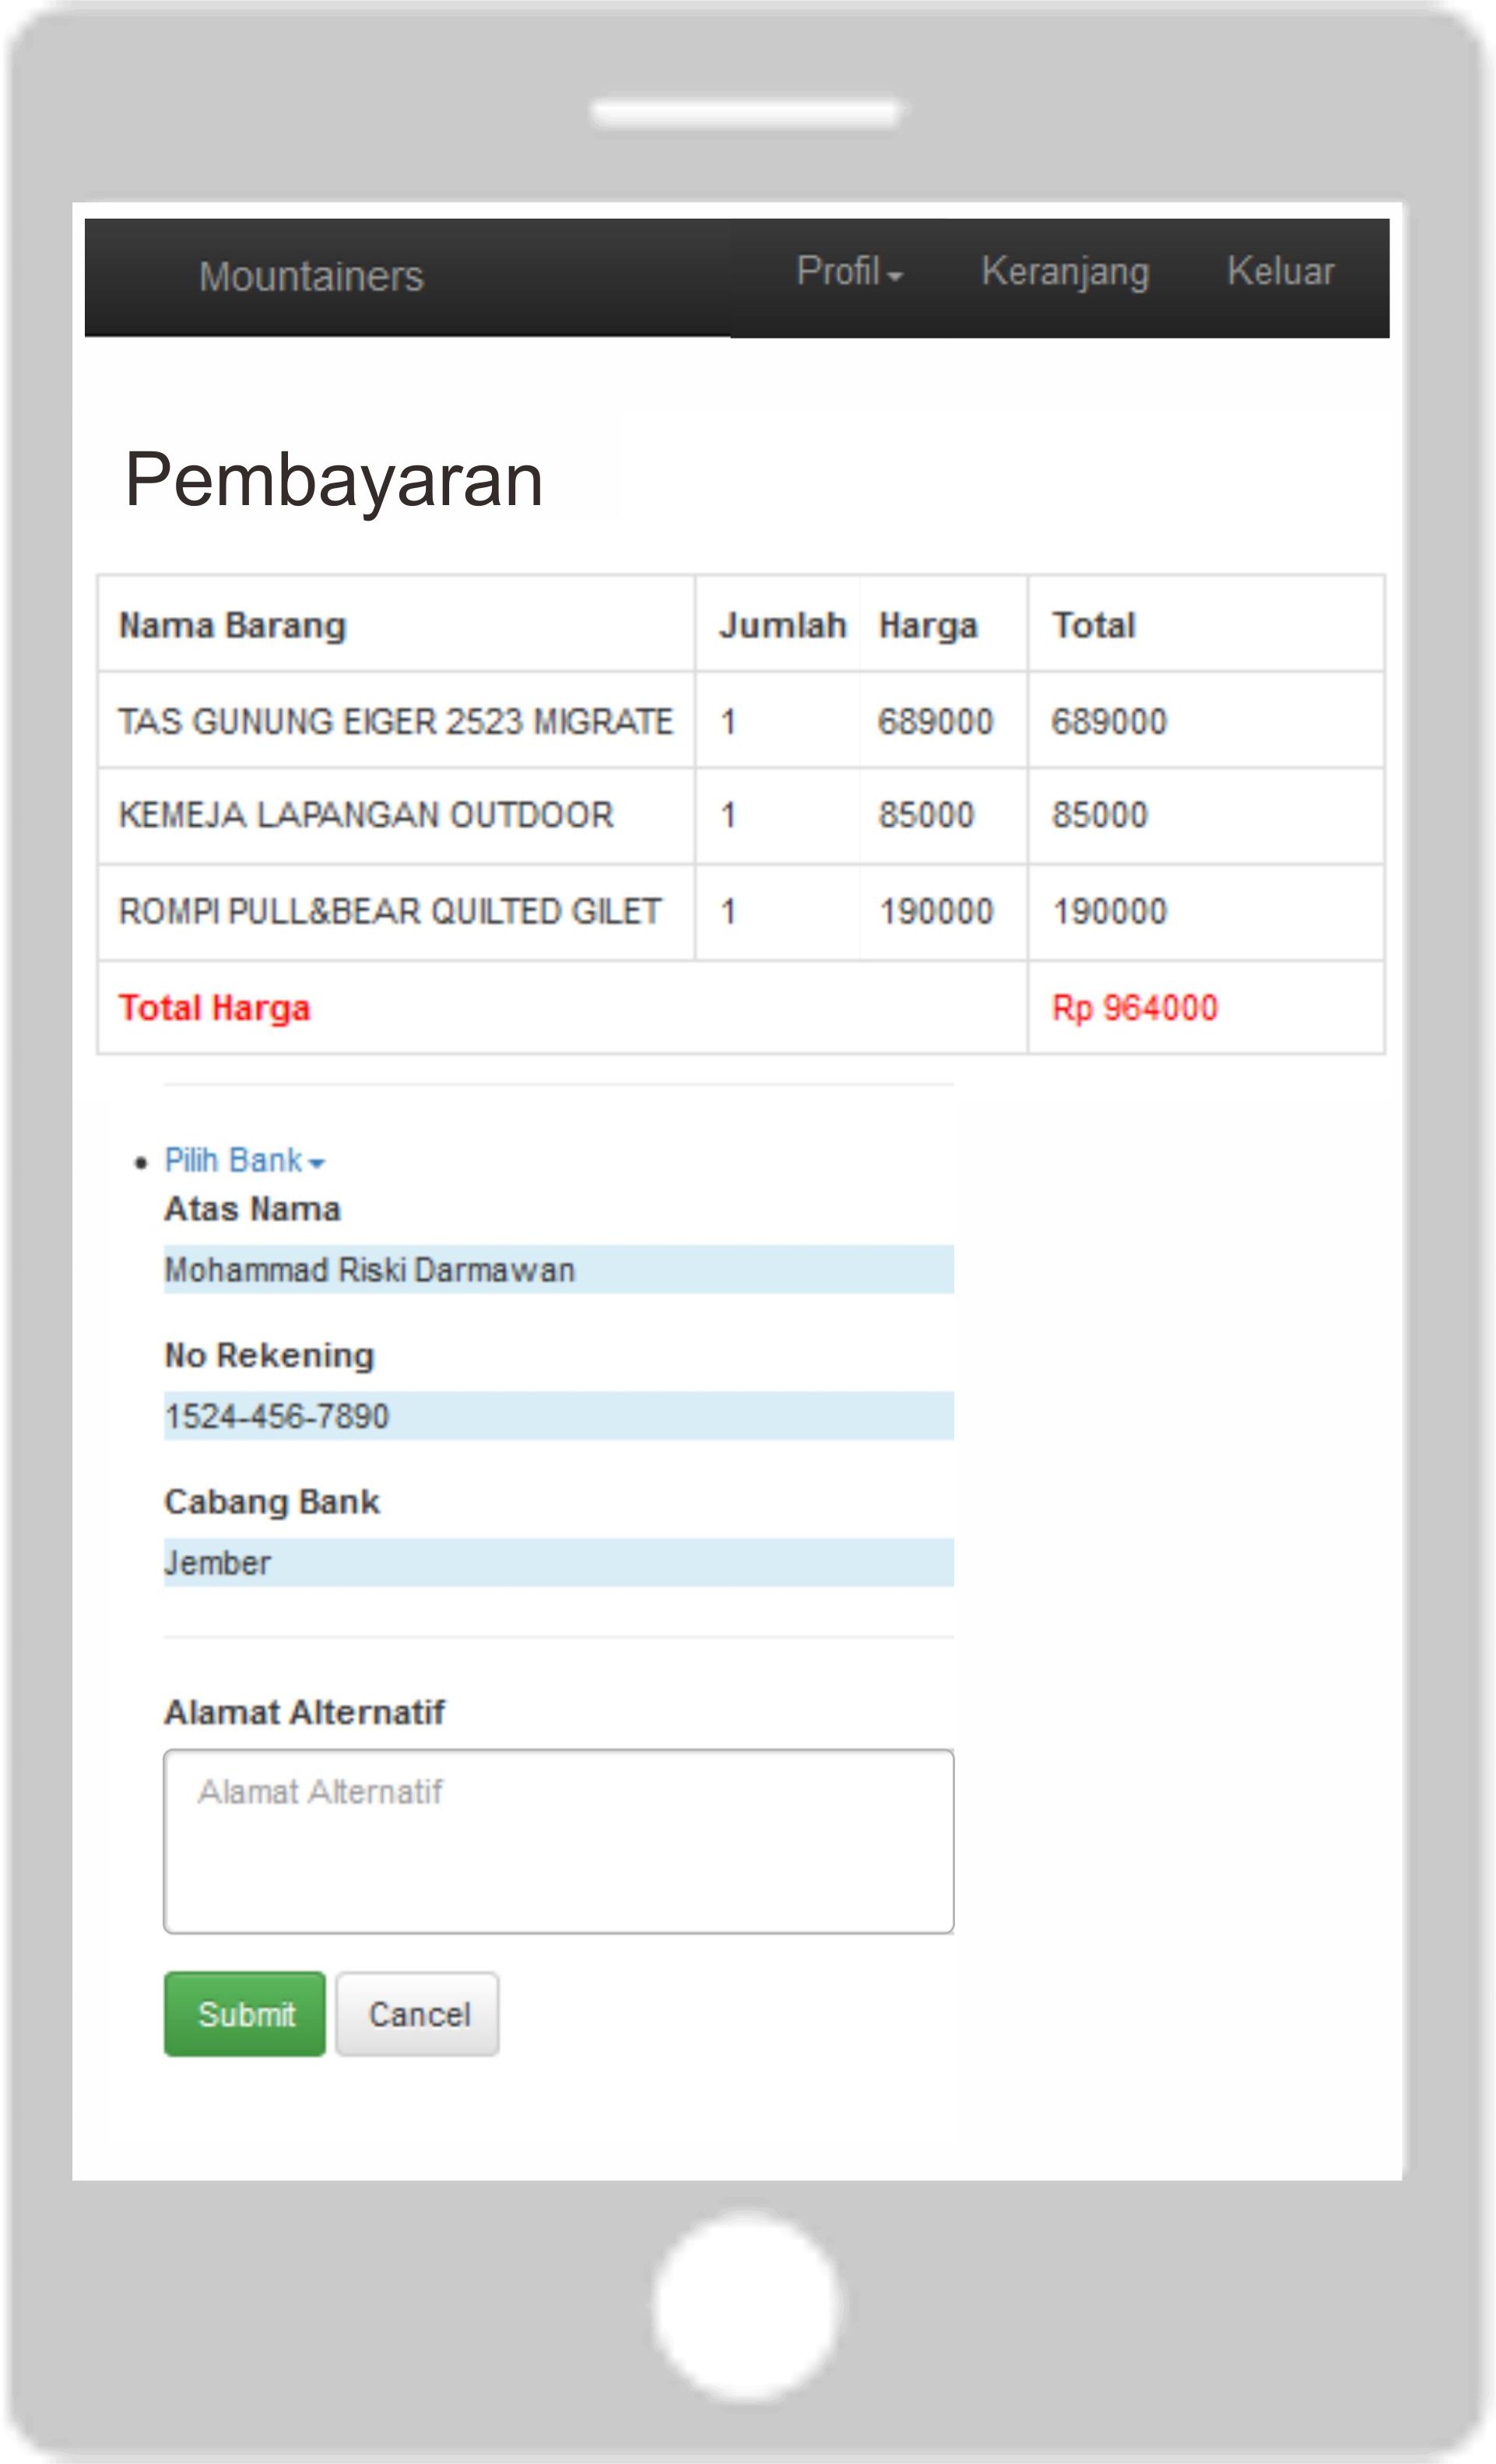 Mountainers Profil Keranjang Keluar
Pembayaran
Nama Barang Jumlah Harga Total
TAS GUNUNG EIGER 2523 MIGRATE 1 689000 689000
KEMEJA LAPANGAN OUTDOOR 1 85000 85000
ROMPI PULL&BEAR QUILTED GILET 1 190000 190000
Total Harga Rp 964000
• Pilih Bank
Atas Nama
Mohammad Riski Darmawan
No Rekening
1524-456-7890
Cabang Bank
Jember
Alamat Alternatif
Alamat Alternatif
Submit Cancel